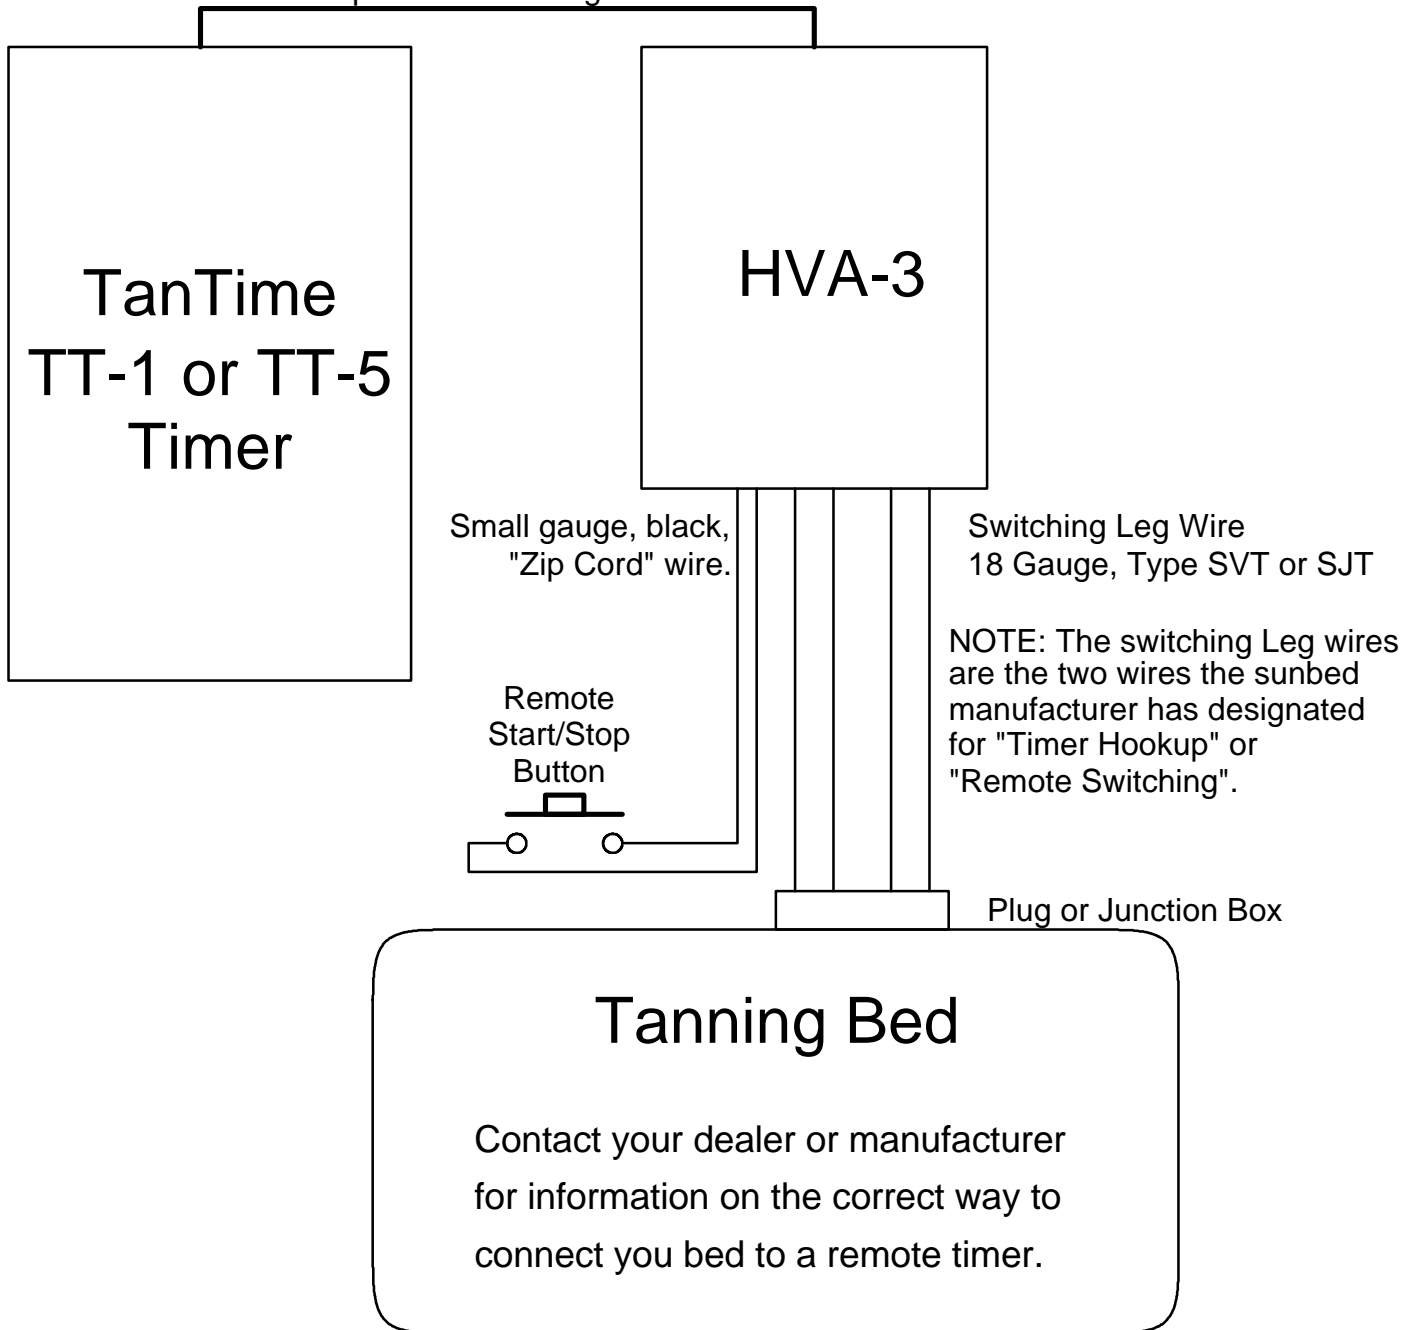 TanTime
TT-1 or TT-5
Timer
HVA-3
Small gauge, black,
"Zip Cord" wire.
Switching Leg Wire
18 Gauge, Type SVT or SJT
NOTE: The switching Leg wires
are the two wires the sunbed
manufacturer has designated
for "Timer Hookup" or
"Remote Switching".
Remote
Start/Stop
Button
Plug or Junction Box
Tanning Bed
Contact your dealer or manufacturer
for information on the correct way to
connect you bed to a remote timer.